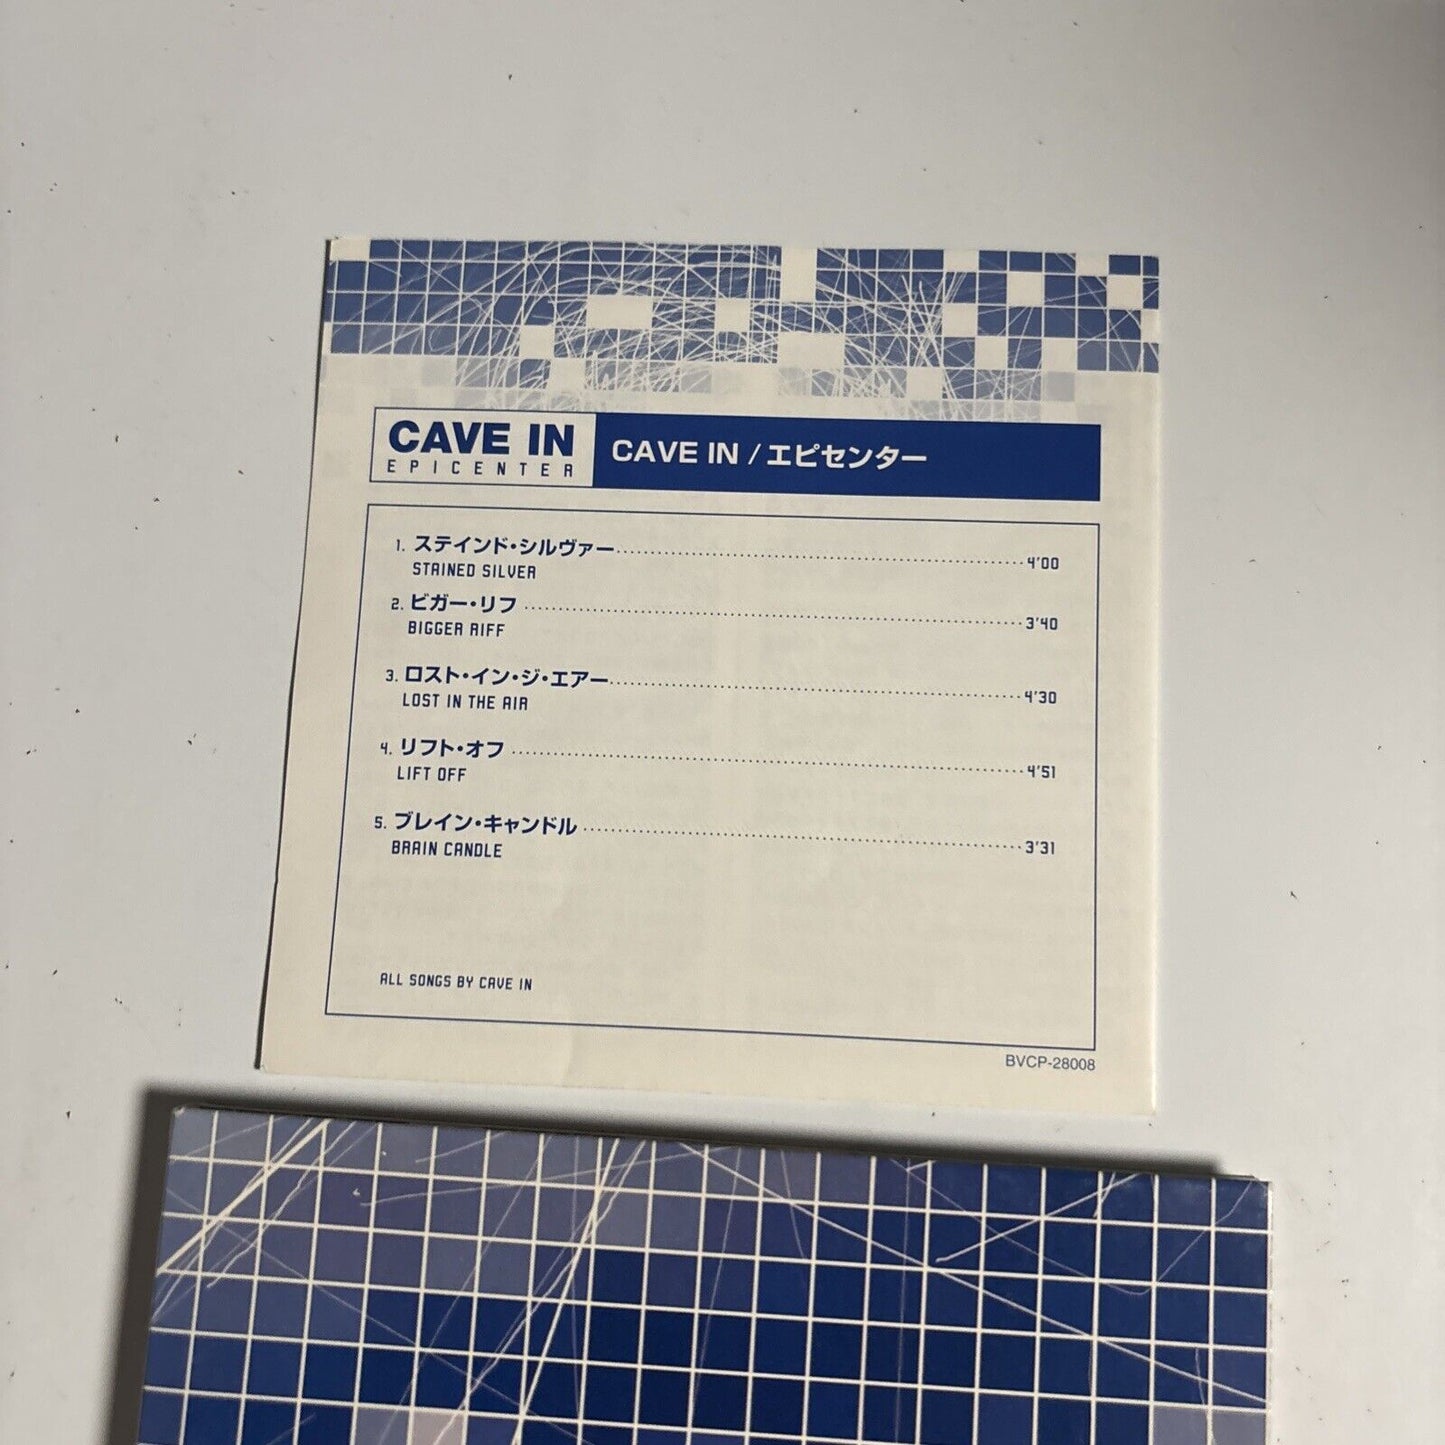 CAVE IN
EPICENTER
CAVE IN / エピセンター
1. ステインド・シルヴァー 4'00
STAINED SILVER
2. ビガー・リフ 3'40
BIGGER RIFF
3. ロスト・イン・ジ・エアー 4'30
LOST IN THE AIR
4. リフト・オフ 4'51
LIFT OFF
5. ブレイン・キャンドル 3'31
BRAIN CANDLE
ALL SONGS BY CAVE IN
BVCP-28008